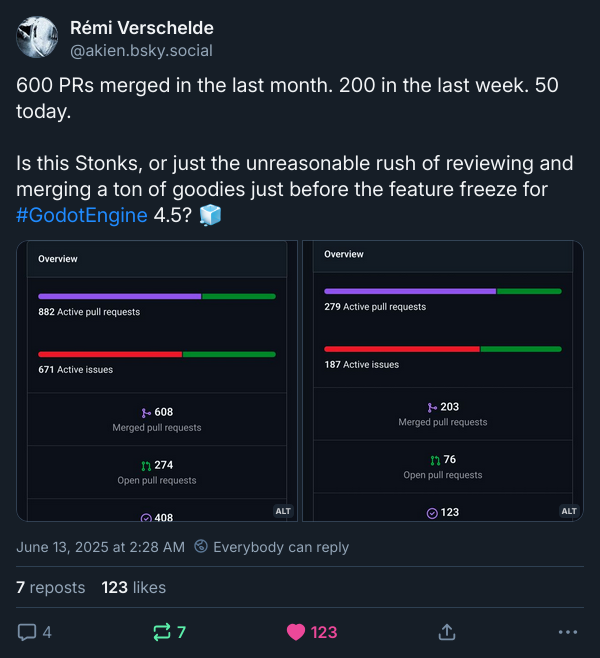 Rémi Verschelde
@akien.bsky.social
600 PRs merged in the last month. 200 in the last week. 50
today.
Is this Stonks, or just the unreasonable rush of reviewing and
merging a ton of goodies just before the feature freeze for
#GodotEngine 4.5? 🧊
Overview
882 Active pull requests
671 Active issues
608
Merged pull requests
274
Open pull requests
408
ALT
Overview
279 Active pull requests
187 Active issues
203
Merged pull requests
76
Open pull requests
123
ALT
June 13, 2025 at 2:28 AM Everybody can reply
7 reposts 123 likes
4 7 123